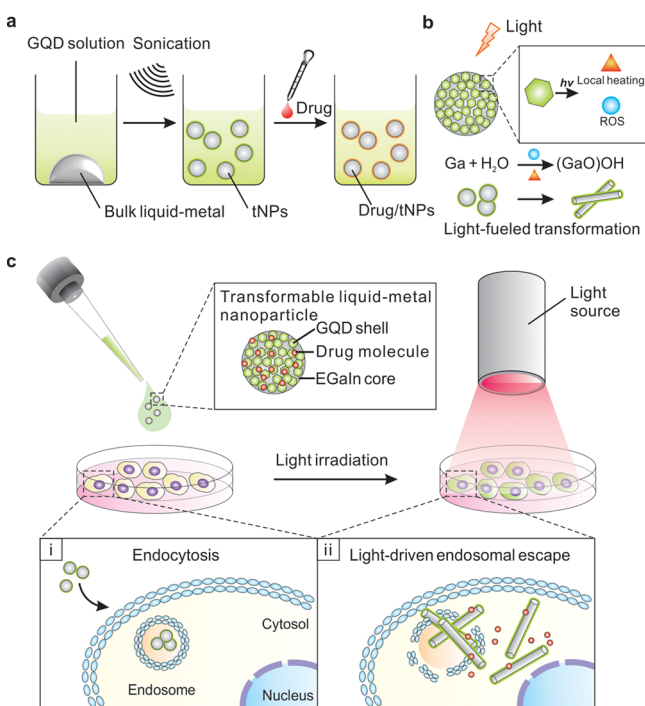 a
GQD solution
Sonication
Drug
Bulk liquid-metal
tNPs
Drug/tNPs
b
Light
hv
Local heating
ROS
Ga + H₂O
(GaO)OH
Light-fueled transformation
c
Transformable liquid-metal
nanoparticle
GQD shell
Drug molecule
EGaIn core
Light
source
Light irradiation
i
Endocytosis
Cytosol
Endosome
Nucleus
ii
Light-driven endosomal escape